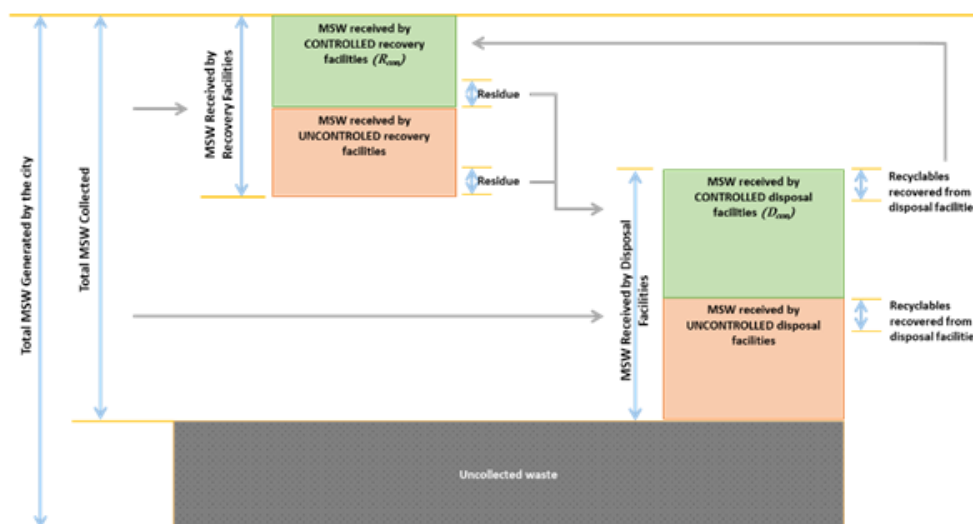 Total MSW Generated by the city
Total MSW Collected
MSW Received by
Recovery Facilities
MSW received by
CONTROLLED recovery
facilities (Rcon)
Residue
MSW received by
UNCONTROLED recovery
facilities
Residue
MSW Received by Disposal
Facilities
MSW received by
CONTROLLED disposal
facilities (Dcon)
Recyclables
recovered from
disposal facilitie
MSW received by
UNCONTROLLED disposal
facilities
Recyclables
recovered from
disposal facilitie
Uncollected waste